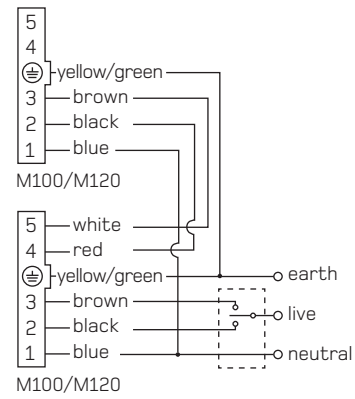 5
4
yellow/green
3 brown
2 black
1 blue
M100/M120
5 white
4 red
yellow/green earth
3 brown
live
2 black
1 blue neutral
M100/M120